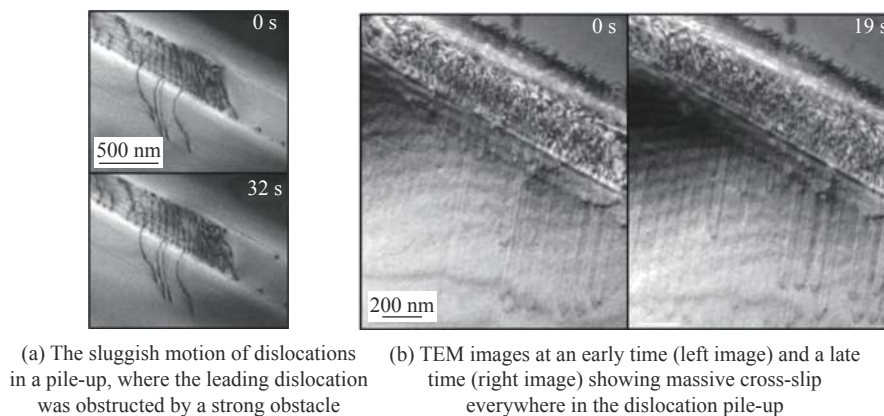 0 s
500 nm
32 s
0 s
19 s
200 nm
(a) The sluggish motion of dislocations
in a pile-up, where the leading dislocation
was obstructed by a strong obstacle
(b) TEM images at an early time (left image) and a late
time (right image) showing massive cross-slip
everywhere in the dislocation pile-up